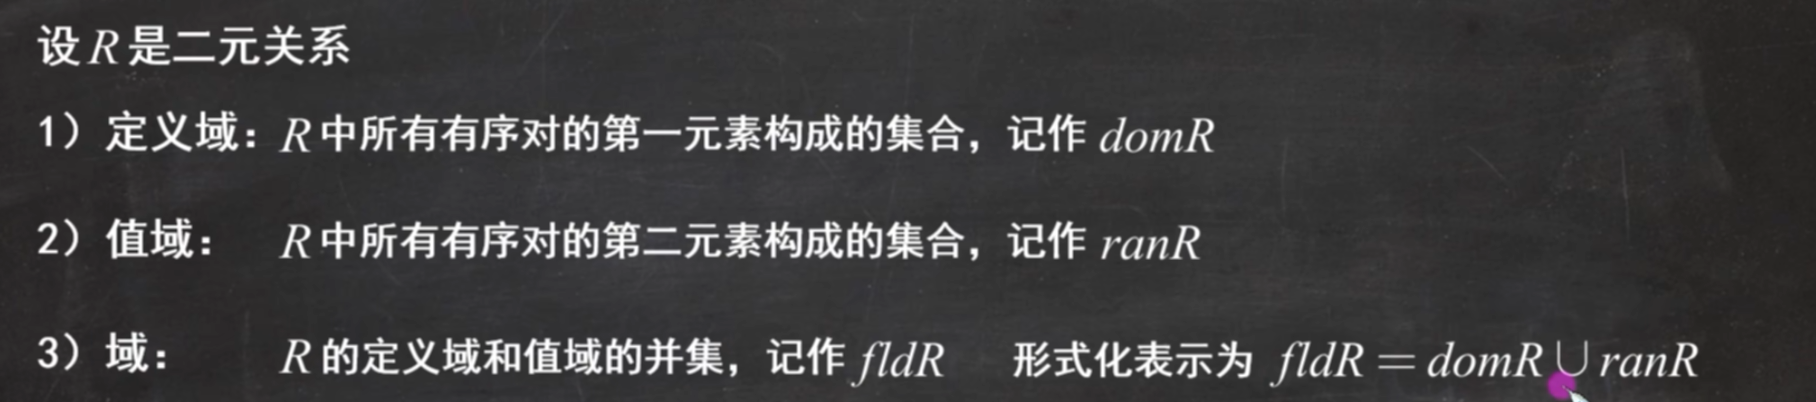 设R是二元关系
1）定义域：R中所有有序对的第一元素构成的集合，记作 domR
2）值域： R中所有有序对的第二元素构成的集合，记作 ranR
3）域： R的定义域和值域的并集，记作 fldR 形式化表示为 fldR = domR ∪ ranR